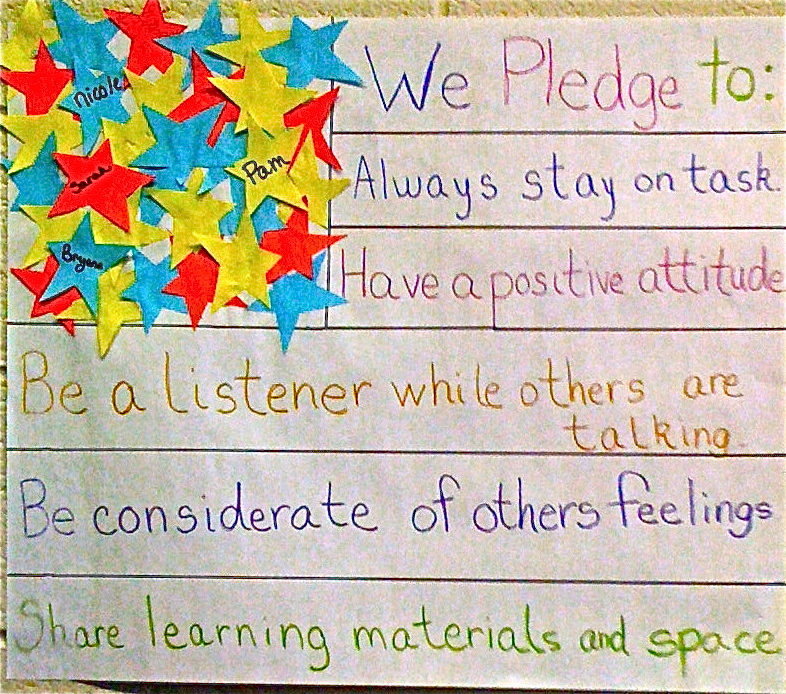 We Pledge to:
Always stay on task.
Have a positive attitude
Be a listener while others are
talking.
Be considerate of others feelings
Share learning materials and space
Nicole
Sarah
Pam